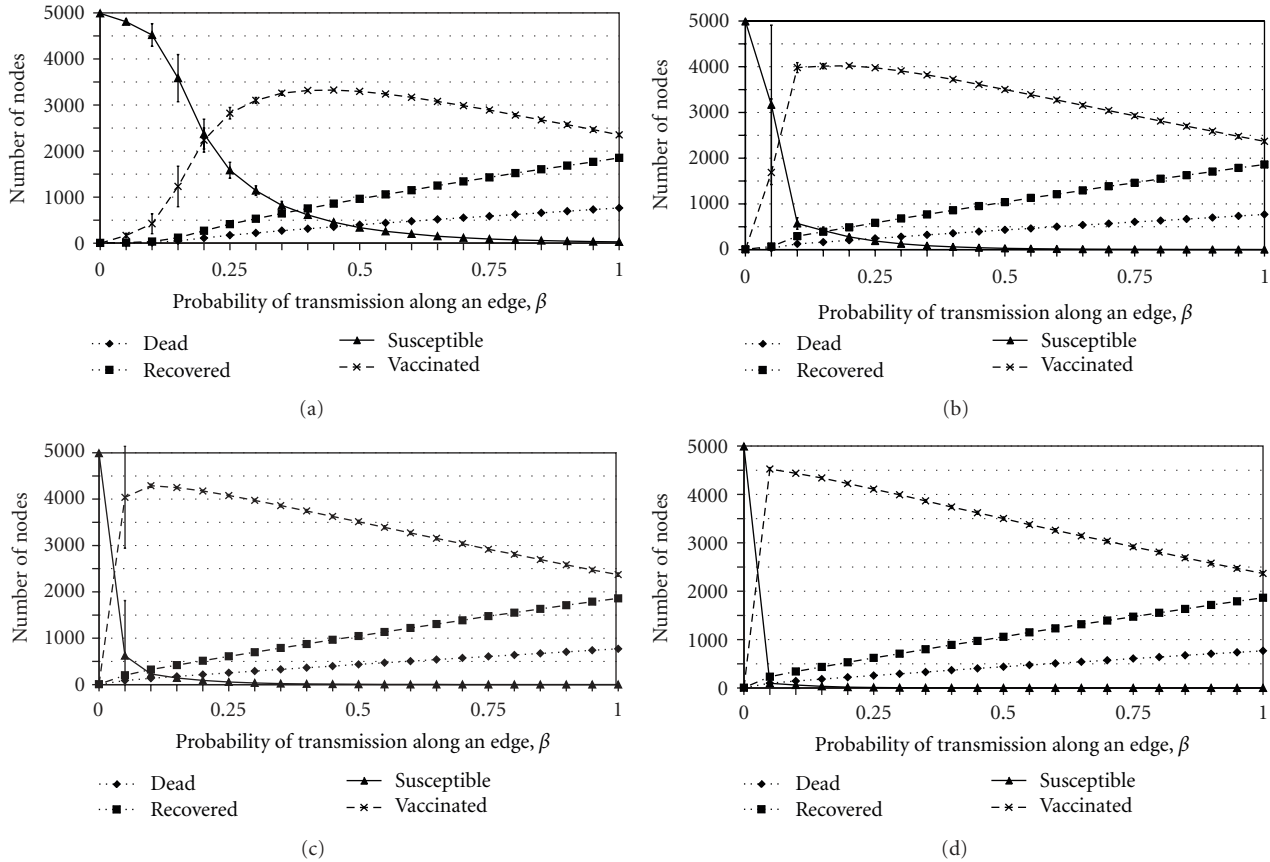 5000
4000
3000
2000
1000
0
Number of nodes
0 0.25 0.5 0.75 1
Probability of transmission along an edge, β
Dead
Recovered
Susceptible
Vaccinated
(a)
5000
4000
3000
2000
1000
0
Number of nodes
0 0.25 0.5 0.75 1
Probability of transmission along an edge, β
Dead
Recovered
Susceptible
Vaccinated
(b)
5000
4000
3000
2000
1000
0
Number of nodes
0 0.25 0.5 0.75 1
Probability of transmission along an edge, β
Dead
Recovered
Susceptible
Vaccinated
(c)
5000
4000
3000
2000
1000
0
Number of nodes
0 0.25 0.5 0.75 1
Probability of transmission along an edge, β
Dead
Recovered
Susceptible
Vaccinated
(d)